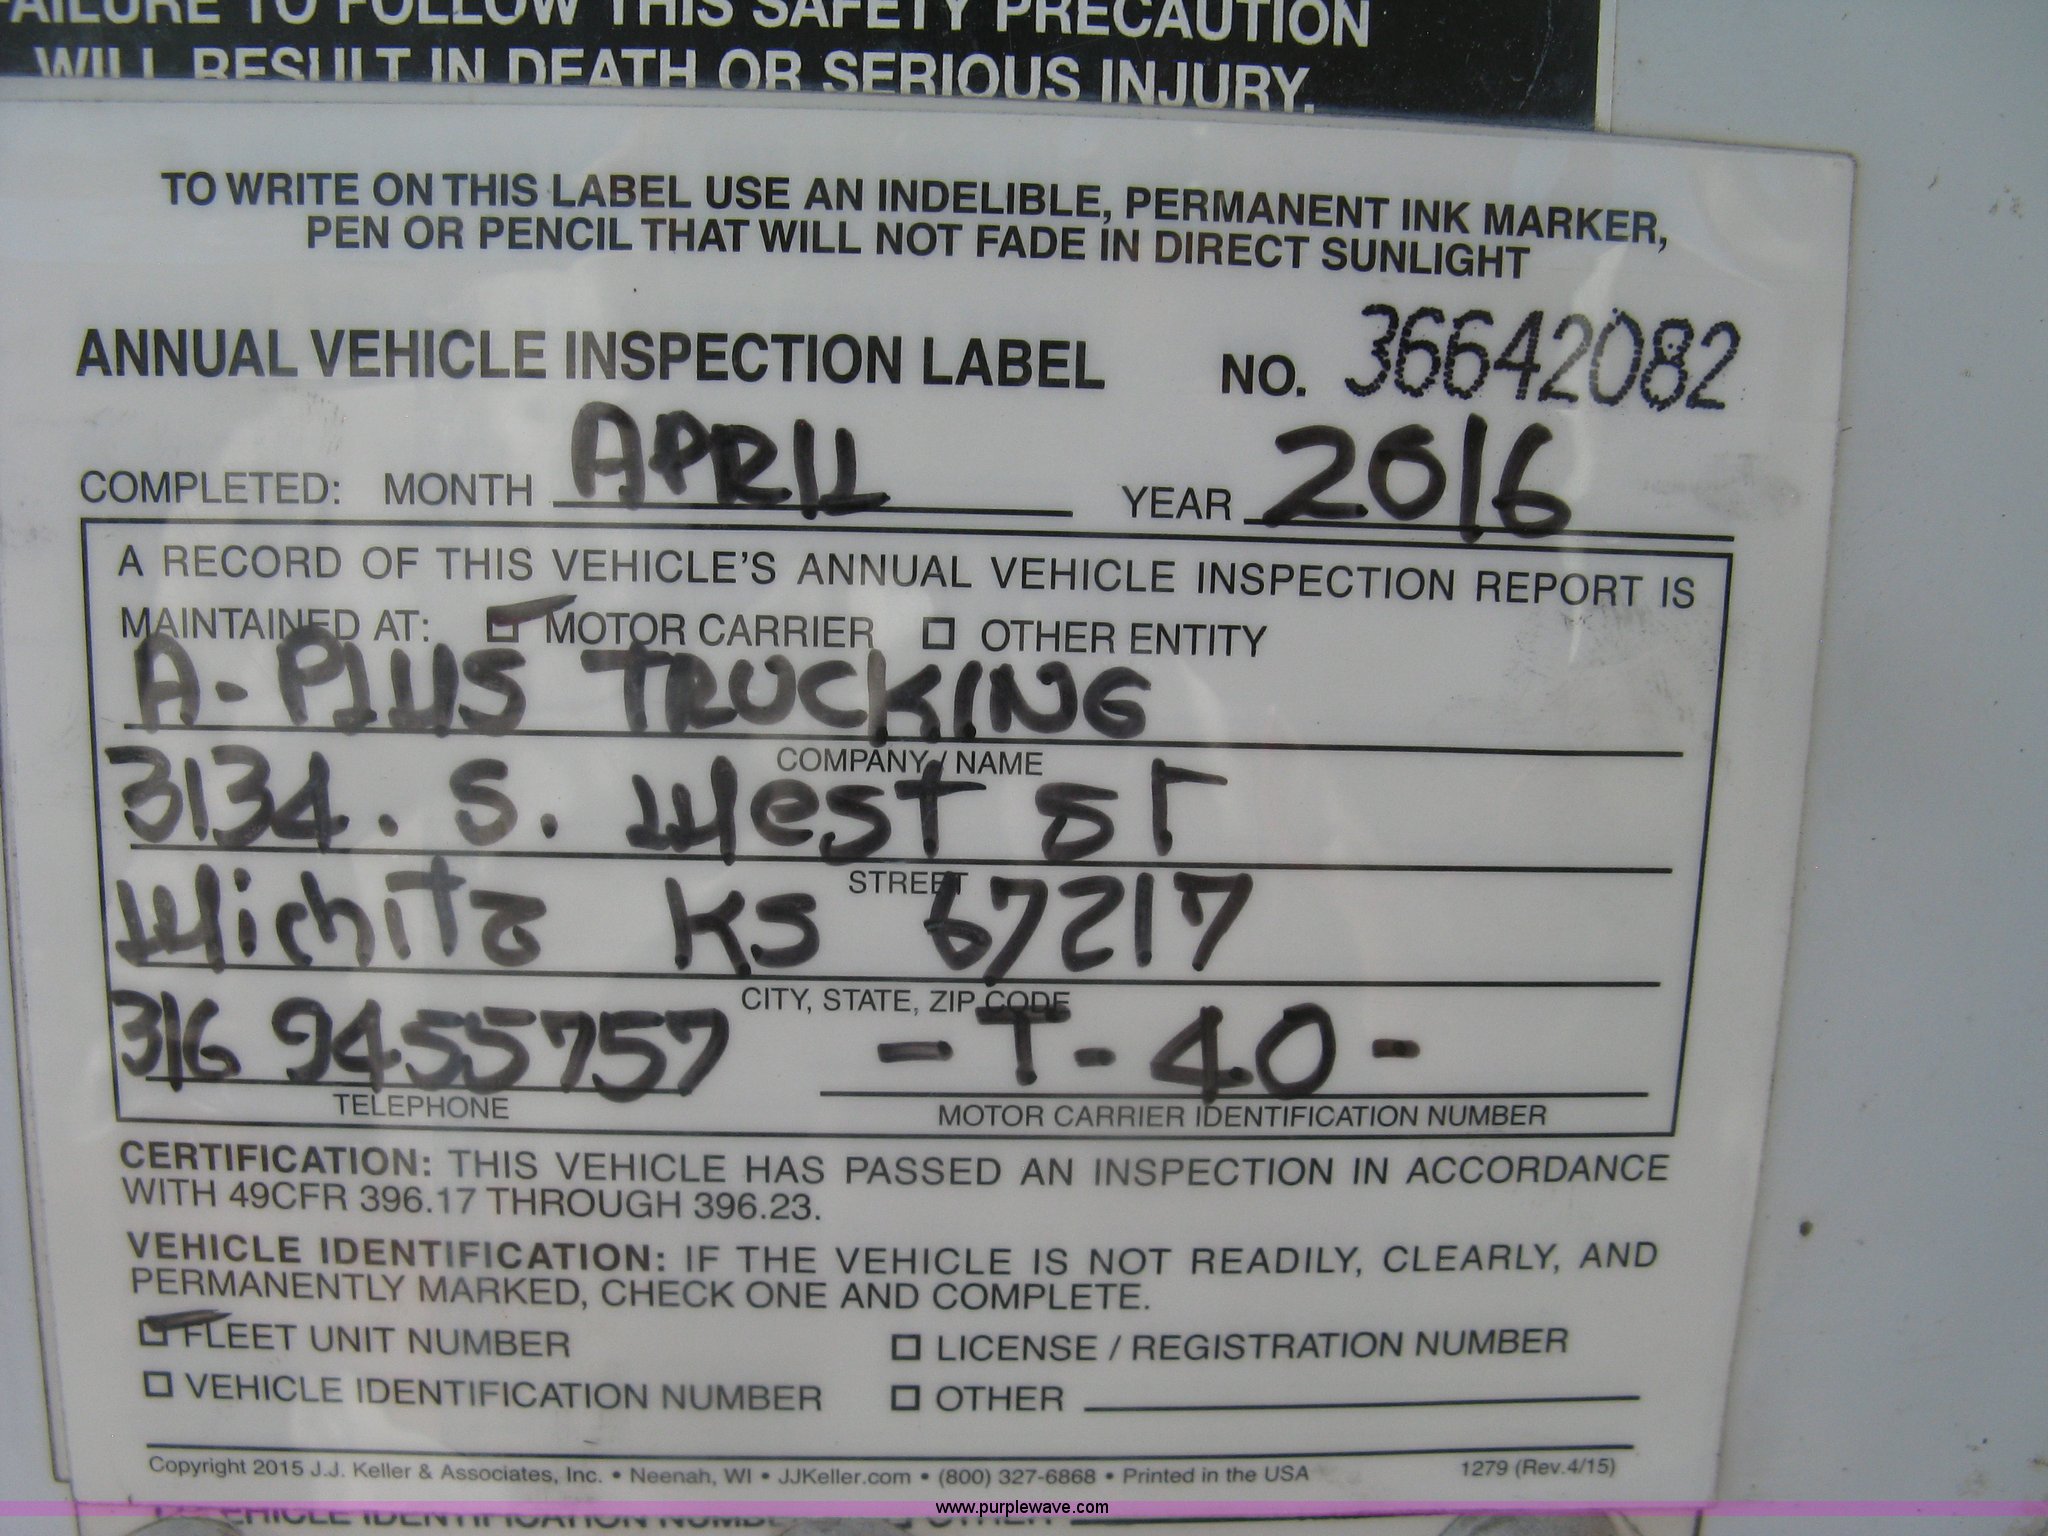 FAILURE TO FOLLOW THIS SAFETY PRECAUTION
WILL RESULT IN DEATH OR SERIOUS INJURY.
TO WRITE ON THIS LABEL USE AN INDELIBLE, PERMANENT INK MARKER,
PEN OR PENCIL THAT WILL NOT FADE IN DIRECT SUNLIGHT
ANNUAL VEHICLE INSPECTION LABEL NO. 36642082
COMPLETED: MONTH APRIL YEAR 2016
A RECORD OF THIS VEHICLE'S ANNUAL VEHICLE INSPECTION REPORT IS
MAINTAINED AT: MOTOR CARRIER OTHER ENTITY
A-PLUS TRUCKING
COMPANY / NAME
3134. S. West ST
STREET
Wichita KS 67217
CITY, STATE, ZIP CODE
316 9455757 -T-40-
TELEPHONE MOTOR CARRIER IDENTIFICATION NUMBER
CERTIFICATION: THIS VEHICLE HAS PASSED AN INSPECTION IN ACCORDANCE
WITH 49CFR 396.17 THROUGH 396.23.
VEHICLE IDENTIFICATION: IF THE VEHICLE IS NOT READILY, CLEARLY, AND
PERMANENTLY MARKED, CHECK ONE AND COMPLETE.
FLEET UNIT NUMBER LICENSE / REGISTRATION NUMBER
VEHICLE IDENTIFICATION NUMBER OTHER
Copyright 2015 J.J. Keller & Associates, Inc. • Neenah, WI • JJKeller.com • (800) 327-6868 • Printed in the USA 1279 (Rev.4/15)
www.purplewave.com
VEHICLE IDENTIFICATION NUMBER OTHER